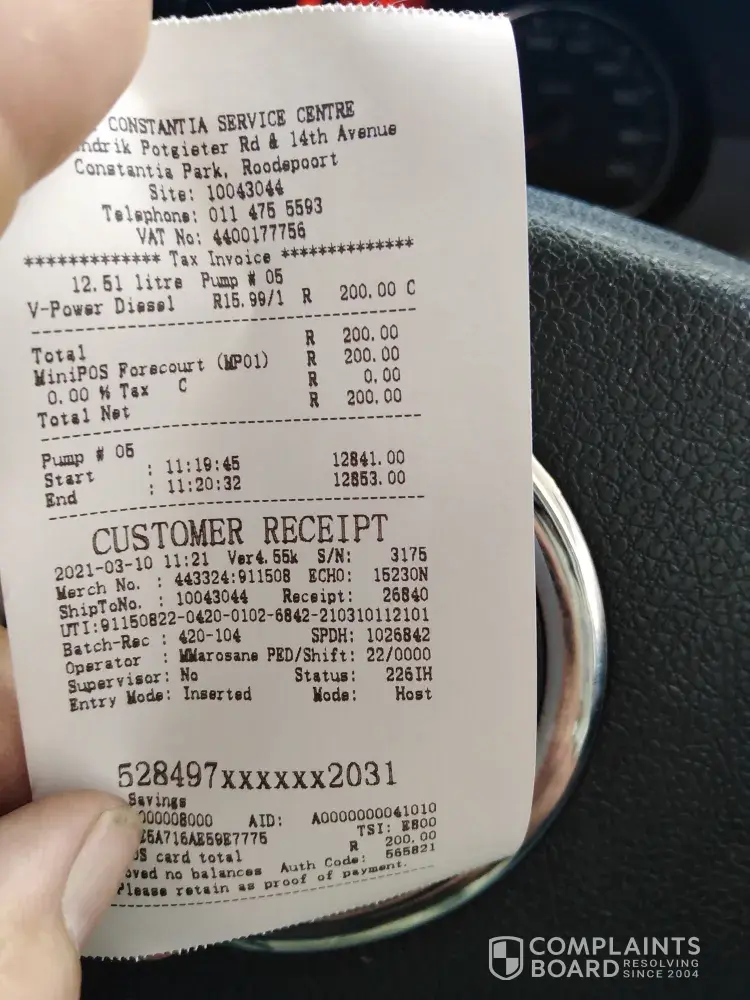 CONSTANTIA SERVICE CENTRE
ndrik Potgieter Rd & 14th Avenue
Constantia Park, Roodepoort
Site: 10043044
Telephone: 011 475 5593
VAT No: 4400177756
************* Tax Invoice *************
12.51 litre Pump # 05
V-Power Diesel R15.99/l R 200.00 C
Total R 200.00
MiniPOS Forecourt (MP01) R 200.00
0.00 % Tax C R 0.00
Total Net R 200.00
Pump # 05
Start : 11:19:45 12841.00
End : 11:20:32 12853.00
CUSTOMER RECEIPT
2021-03-10 11:21 Ver4.55k S/N: 3175
Merch No. : 443324:911508 ECHO: 15230N
ShipToNo. : 10043044 Receipt: 26840
UTI:91150822-0420-0102-6842-210310112101
Batch-Rec : 420-104 SPDH: 1026842
Operator : MMarosane PED/Shift: 22/0000
Supervisor: No Status: 226IH
Entry Mode: Inserted Mode: Host
528497xxxxxx2031
Savings
000008000 AID: A0000000041010
E6A716AE59E7775 TSI: E800
S card total R 200.00
oved no balances Auth Code: 565821
Please retain as proof of payment.
COMPLAINTS
BOARD RESOLVING
SINCE 2004